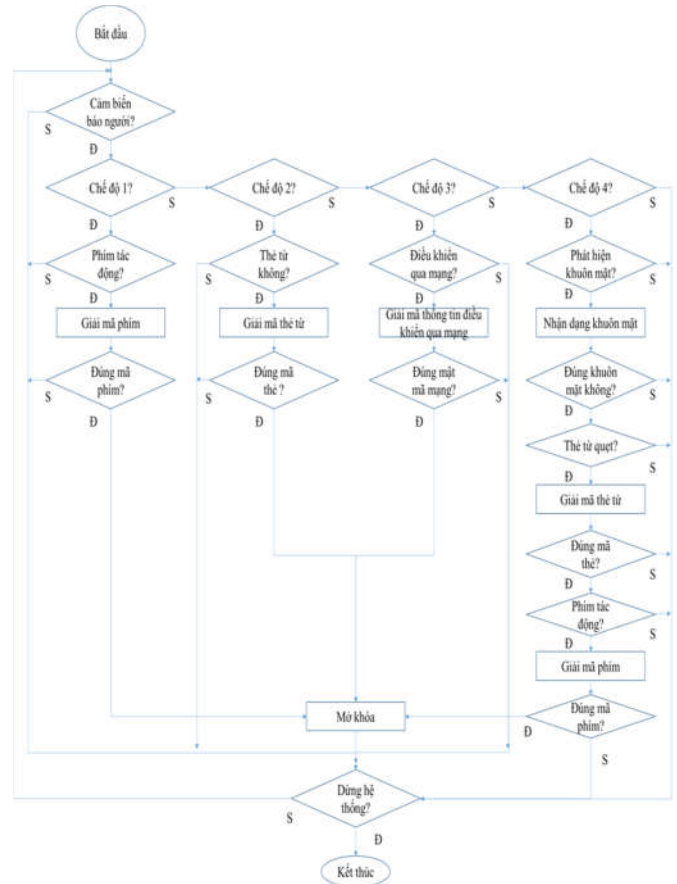 Bắt đầu
Cảm biến
báo người?
S
Đ
Chế độ 1?
S
Đ
Chế độ 2?
S
Đ
Chế độ 3?
S
Đ
Chế độ 4?
S
Đ
Phím tác
động?
S
Đ
Giải mã phím
Đúng mã
phím?
S
Đ
Thẻ từ
không?
S
Đ
Giải mã thẻ từ
Đúng mã
thẻ ?
S
Đ
Điều khiển
qua mạng?
S
Đ
Giải mã thông tin điều
khiển qua mạng
Đúng mật
mã mạng?
S
Đ
Phát hiện
khuôn mặt?
S
Đ
Nhận dạng khuôn mặt
Đúng khuôn
mặt không?
S
Đ
Thẻ từ quẹt?
S
Đ
Giải mã thẻ từ
Đúng mã
thẻ?
S
Đ
Phím tác
động?
S
Đ
Giải mã phím
Đúng mã
phím?
Đ
S
Mở khóa
Dừng hệ
thống?
S
Đ
Kết thúc